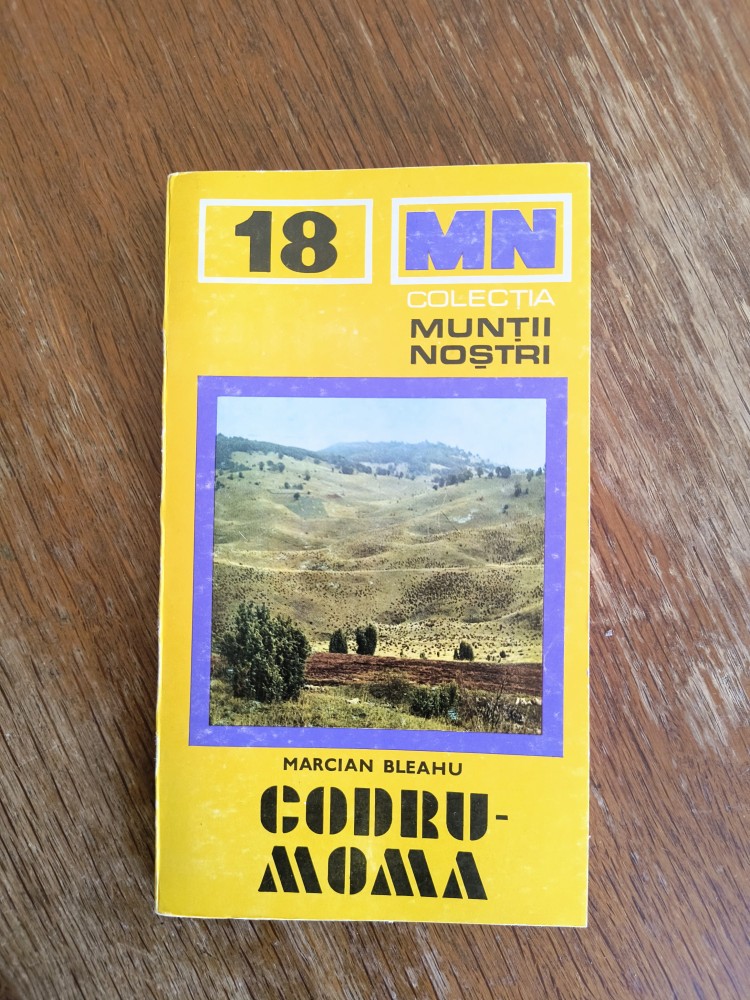 18
MN
COLECȚIA
MUNȚII
NOȘTRI
MARCIAN BLEAHU
CODRU-
MOMA